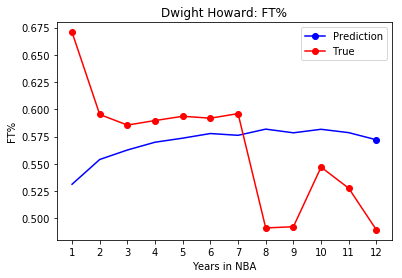 Dwight Howard: FT%
Prediction
True
0.675
0.650
0.625
0.600
0.575
0.550
0.525
0.500
FT%
1 2 3 4 5 6 7 8 9 10 11 12
Years in NBA